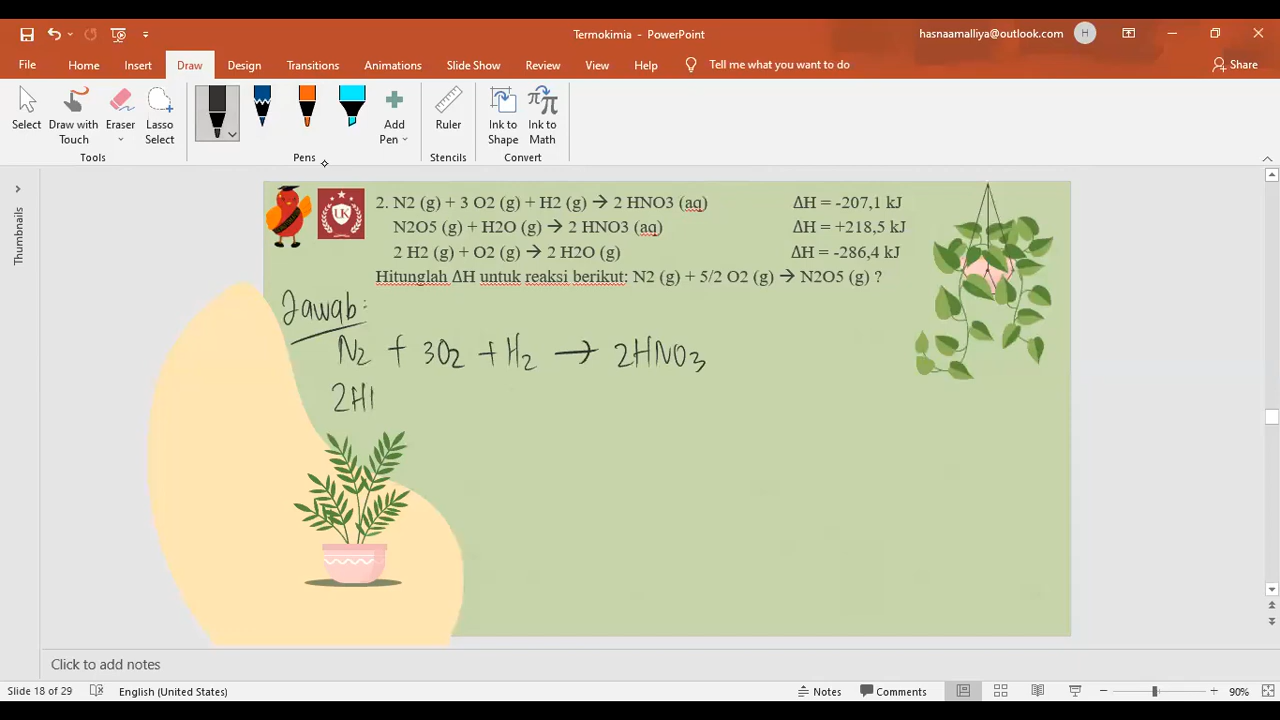 Termokimia - PowerPoint
hasnaamalliya@outlook.com
H
File Home Insert Draw Design Transitions Animations Slide Show Review View Help Tell me what you want to do Share
Select Draw with Touch Eraser Lasso Select Add Pen Ruler Ink to Shape Ink to Math
Tools Pens Stencils Convert
Thumbnails
UK
2. N2 (g) + 3 O2 (g) + H2 (g) → 2 HNO3 (aq) ΔH = -207,1 kJ
N2O5 (g) + H2O (g) → 2 HNO3 (aq) ΔH = +218,5 kJ
2 H2 (g) + O2 (g) → 2 H2O (g) ΔH = -286,4 kJ
Hitunglah ΔH untuk reaksi berikut: N2 (g) + 5/2 O2 (g) → N2O5 (g) ?
Jawab:
N2 + 3O2 + H2 → 2HNO3
2HI
Click to add notes
Slide 18 of 29 English (United States) Notes Comments 90%